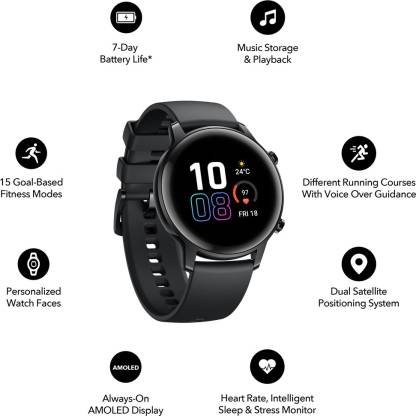 7-Day
Battery Life*
Music Storage
& Playback
10
08
24°C
97
FRI 18
15 Goal-Based
Fitness Modes
Different Running Courses
With Voice Over Guidance
Personalized
Watch Faces
Dual Satellite
Positioning System
AMOLED
Always-On
AMOLED Display
Heart Rate, Intelligent
Sleep & Stress Monitor